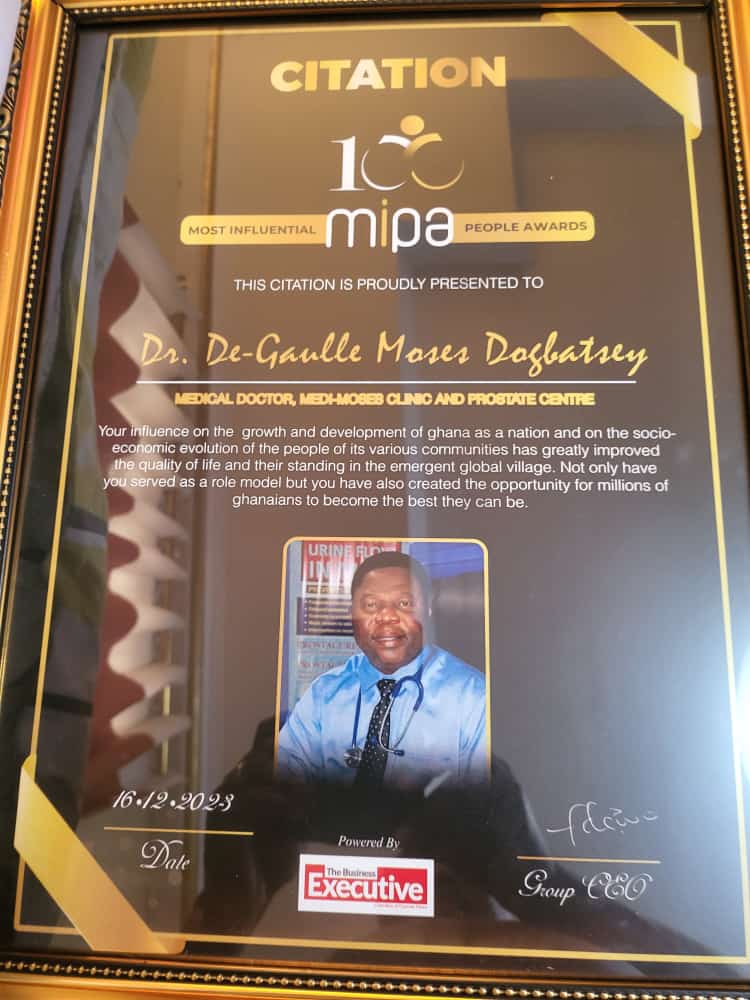 CITATION
100
MOST INFLUENTIAL mipa PEOPLE AWARDS
THIS CITATION IS PROUDLY PRESENTED TO
Dr. De-Gaulle Moses Dogbatsey
MEDICAL DOCTOR, MEDI-MOSES CLINIC AND PROSTATE CENTRE
Your influence on the growth and development of ghana as a nation and on the socio-
economic evolution of the people of its various communities has greatly improved
the quality of life and their standing in the emergent global village. Not only have
you served as a role model but you have also created the opportunity for millions of
ghanaians to become the best they can be.
URINE FLO
IN
16.12.2023
Date
Powered By
The Business
Executive
Group CEO